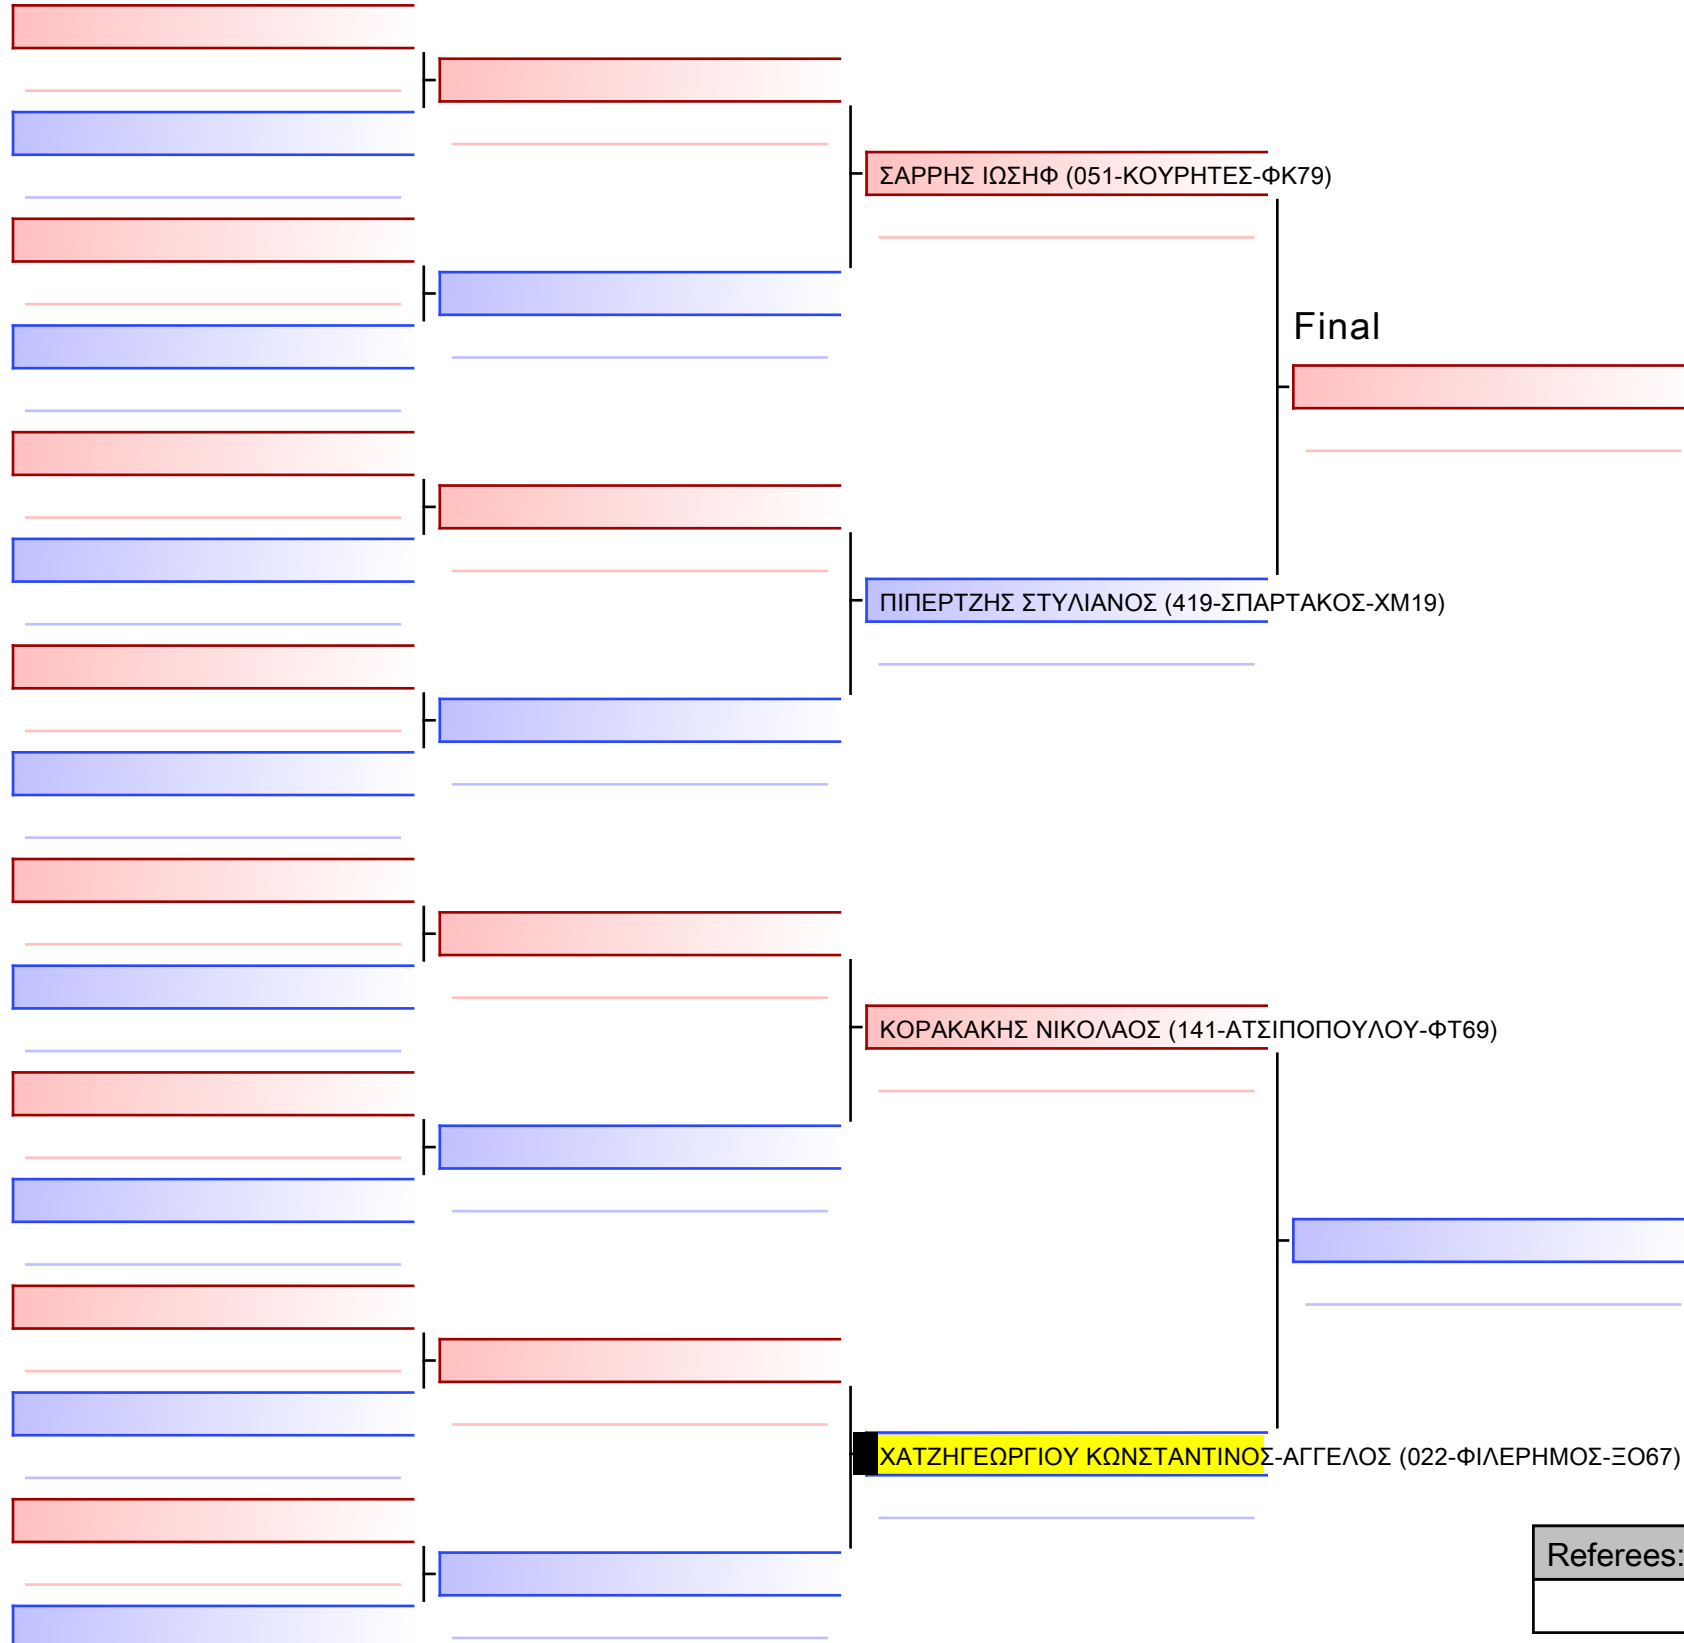 ΣΑΡΡΗΣ ΙΩΣΗΦ (051-ΚΟΥΡΗΤΕΣ-ΦΚ79)
Final
ΠΙΠΕΡΤΖΗΣ ΣΤΥΛΙΑΝΟΣ (419-ΣΠΑΡΤΑΚΟΣ-ΧΜ19)
ΚΟΡΑΚΑΚΗΣ ΝΙΚΟΛΑΟΣ (141-ΑΤΣΙΠΟΠΟΥΛΟΥ-ΦΤ69)
ΧΑΤΖΗΓΕΩΡΓΙΟΥ ΚΩΝΣΤΑΝΤΙΝΟΣ-ΑΓΓΕΛΟΣ (022-ΦΙΛΕΡΗΜΟΣ-ΞΟ67)
Referees: